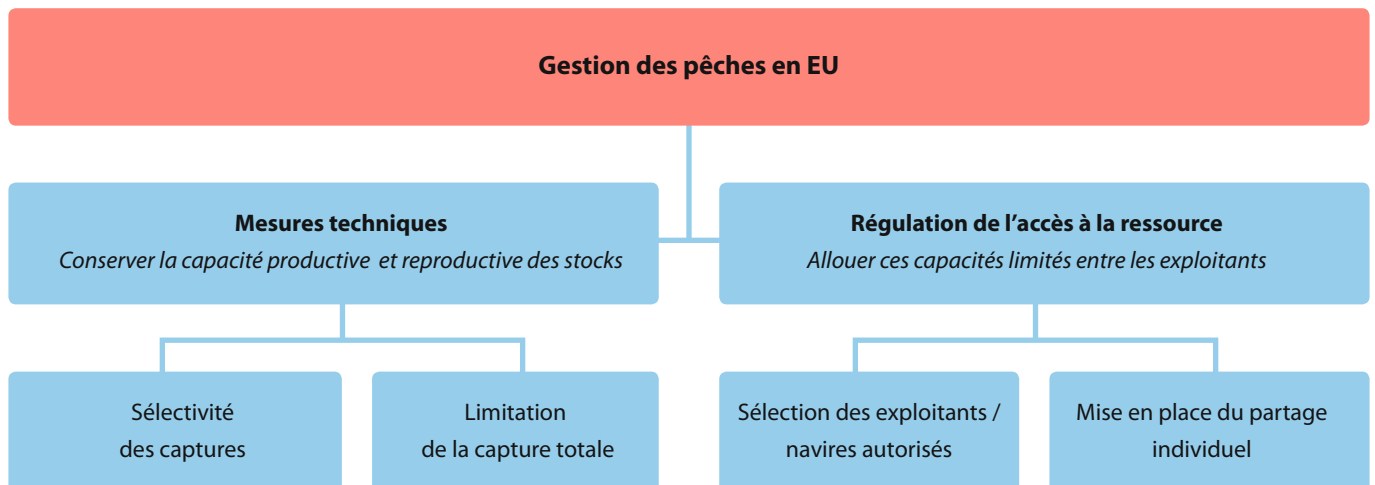 Gestion des pêches en EU
Mesures techniques
Conserver la capacité productive et reproductive des stocks
Régulation de l'accès à la ressource
Allouer ces capacités limités entre les exploitants
Sélectivité
des captures
Limitation
de la capture totale
Sélection des exploitants /
navires autorisés
Mise en place du partage
individuel